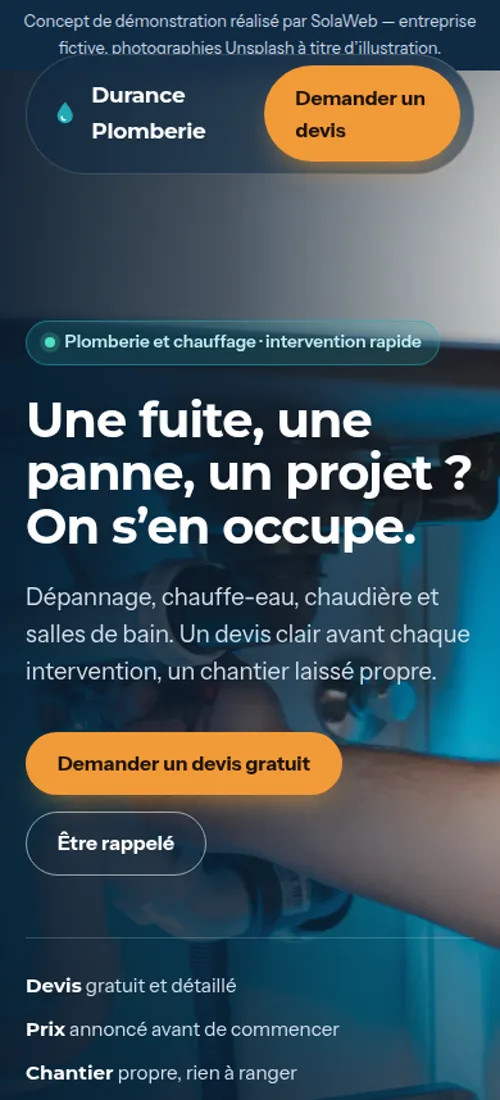 Concept de démonstration réalisé par SolaWeb — entreprise
fictive, photographies Unsplash à titre d'illustration.
Durance
Plomberie
Demander un
devis
Plomberie et chauffage · intervention rapide
Une fuite, une
panne, un projet ?
On s’en occupe.
Dépannage, chauffe-eau, chaudière et
salles de bain. Un devis clair avant chaque
intervention, un chantier laissé propre.
Demander un devis gratuit
Être rappelé
Devis gratuit et détaillé
Prix annoncé avant de commencer
Chantier propre, rien à ranger